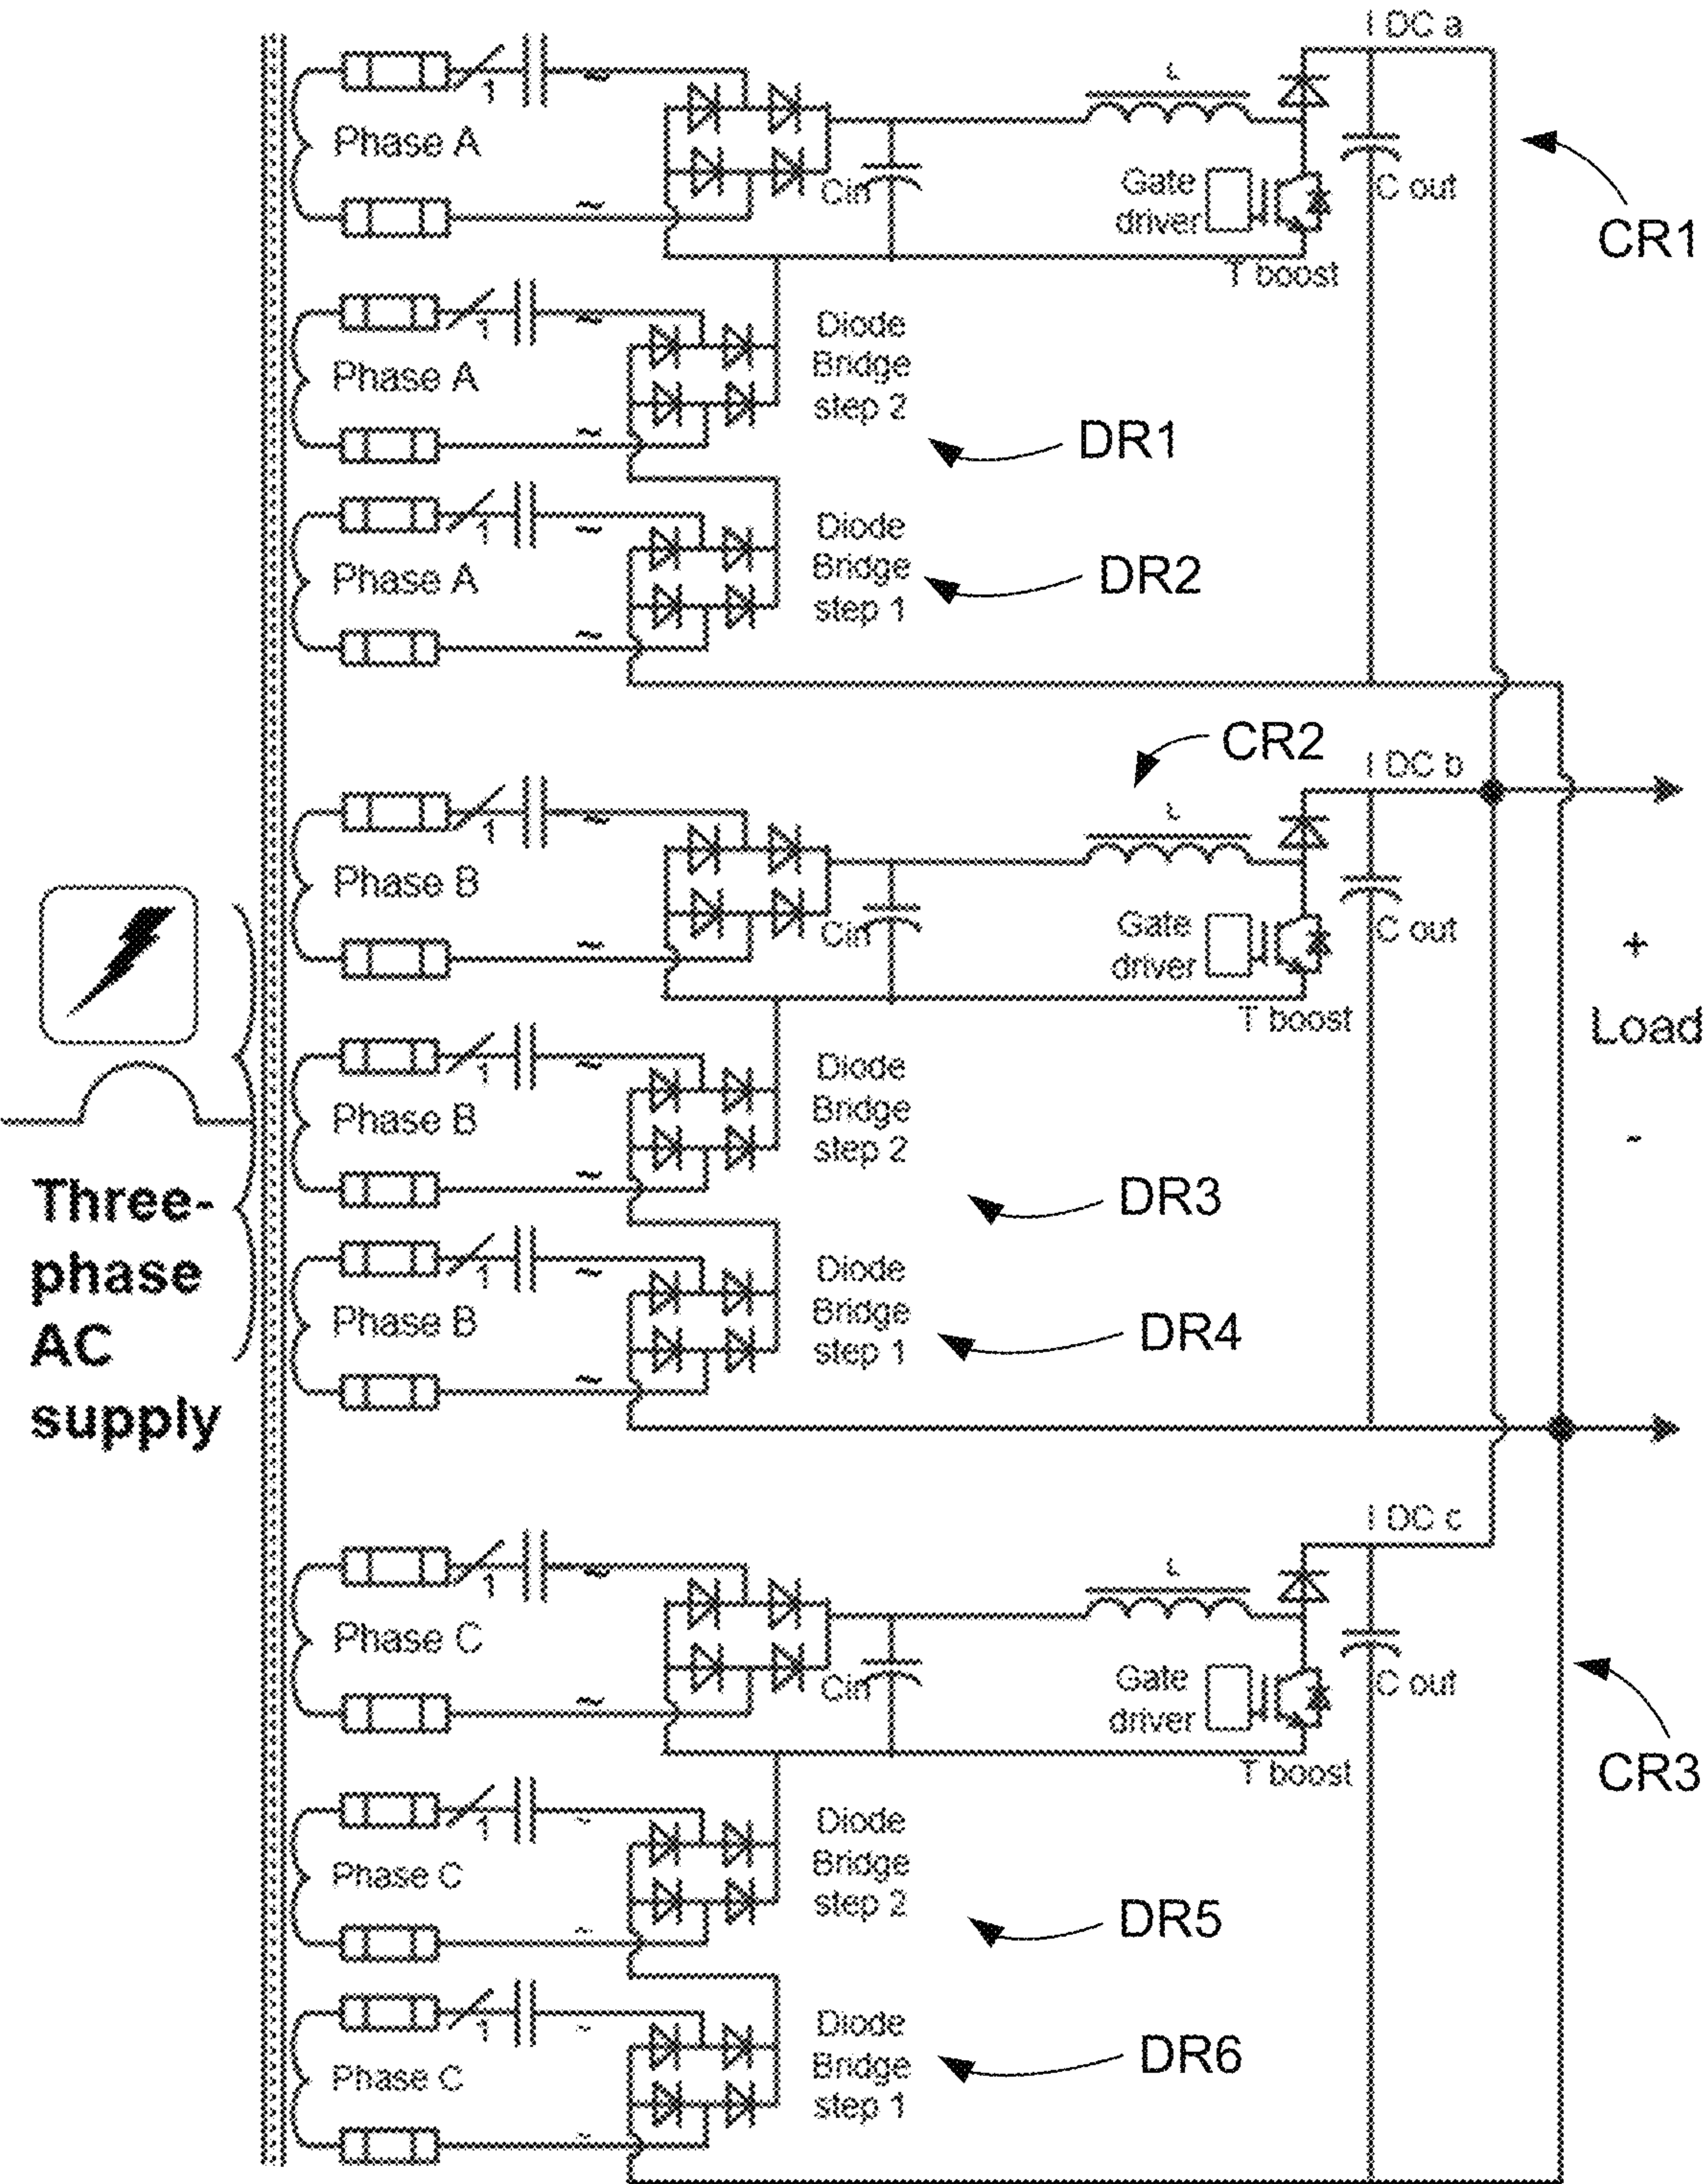 I DC a
L
1
Phase A
Cin
Gate
driver
C out
CR1
T boost
1
Phase A
Diode
Bridge
step 2
DR1
1
Phase A
Diode
Bridge
step 1
DR2
CR2
I DC b
L
1
Phase B
Cin
Gate
driver
C out
+
Load
-
T boost
1
Phase B
Diode
Bridge
step 2
DR3
Three-
phase
AC
supply
1
Phase B
Diode
Bridge
step 1
DR4
I DC c
L
1
Phase C
Cin
Gate
driver
C out
CR3
T boost
1
Phase C
Diode
Bridge
step 2
DR5
1
Phase C
Diode
Bridge
step 1
DR6